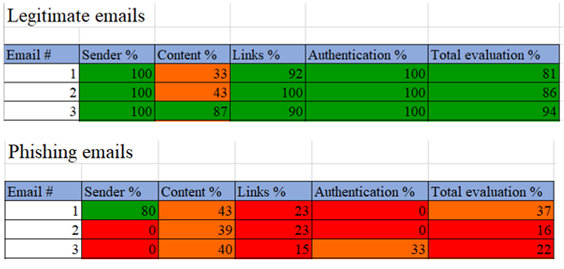 Legitimate emails
Email # Sender % Content % Links % Authentication % Total evaluation %
1 100 33 92 100 81
2 100 43 100 100 86
3 100 87 90 100 94
Phishing emails
Email # Sender % Content % Links % Authentication % Total evaluation %
1 80 43 23 0 37
2 0 39 23 0 16
3 0 40 15 33 22